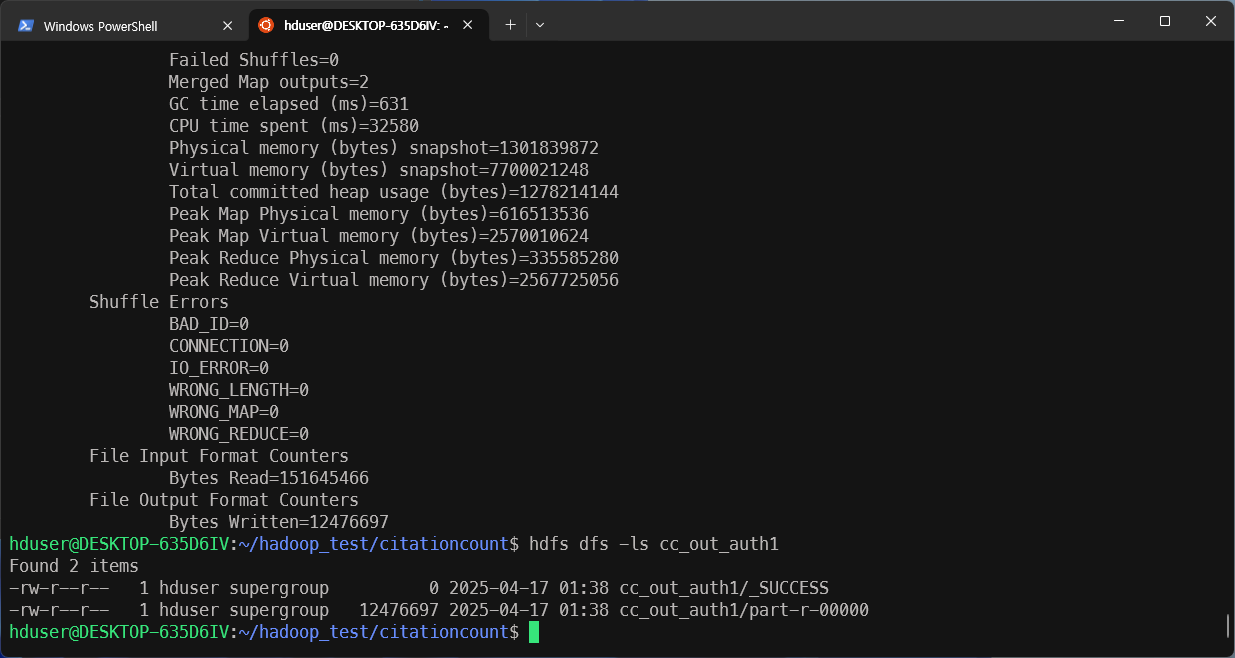 Windows PowerShell
hduser@DESKTOP-635D6IV: ~
Failed Shuffles=0
Merged Map outputs=2
GC time elapsed (ms)=631
CPU time spent (ms)=32580
Physical memory (bytes) snapshot=1301839872
Virtual memory (bytes) snapshot=7700021248
Total committed heap usage (bytes)=1278214144
Peak Map Physical memory (bytes)=616513536
Peak Map Virtual memory (bytes)=2570010624
Peak Reduce Physical memory (bytes)=335585280
Peak Reduce Virtual memory (bytes)=2567725056
Shuffle Errors
BAD_ID=0
CONNECTION=0
IO_ERROR=0
WRONG_LENGTH=0
WRONG_MAP=0
WRONG_REDUCE=0
File Input Format Counters
Bytes Read=151645466
File Output Format Counters
Bytes Written=12476697
hduser@DESKTOP-635D6IV:~/hadoop_test/citationcount$ hdfs dfs -ls cc_out_auth1
Found 2 items
-rw-r--r--   1 hduser supergroup          0 2025-04-17 01:38 cc_out_auth1/_SUCCESS
-rw-r--r--   1 hduser supergroup   12476697 2025-04-17 01:38 cc_out_auth1/part-r-00000
hduser@DESKTOP-635D6IV:~/hadoop_test/citationcount$